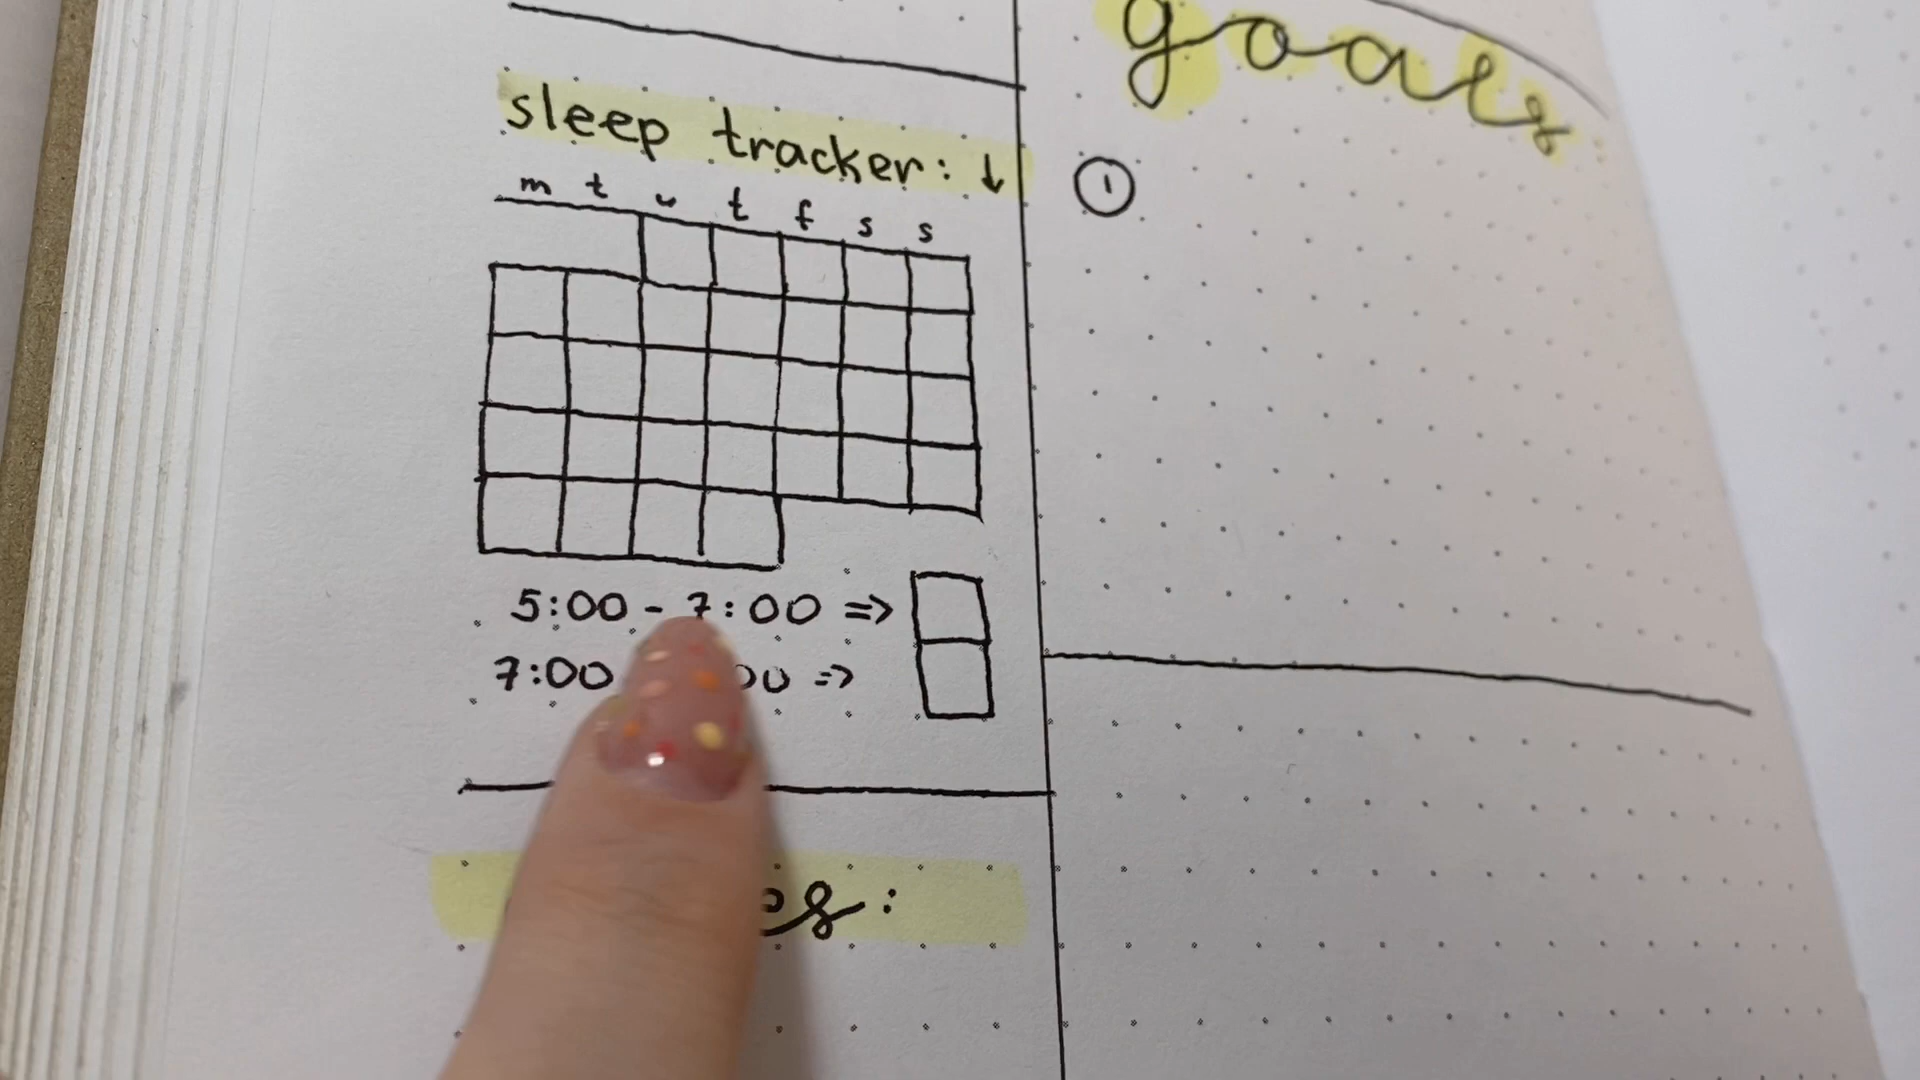 goals
sleep tracker: ↓
m t w t f s s
①
5:00 - 7:00 =>
7:00 00 =>